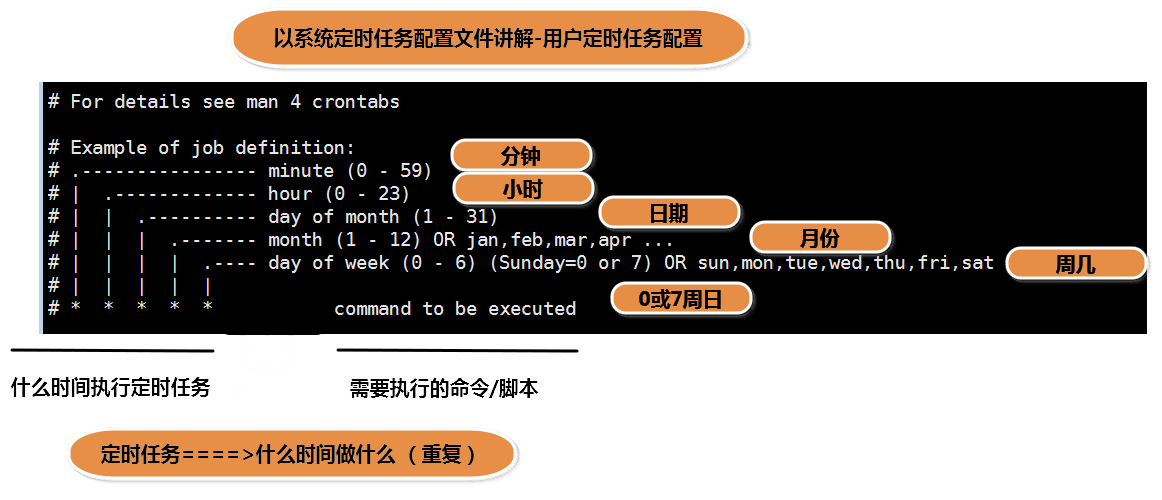 以系统定时任务配置文件讲解-用户定时任务配置
# For details see man 4 crontabs
# Example of job definition:
分钟
# .---------------- minute (0 - 59)
小时
# | .------------- hour (0 - 23)
日期
# | | .---------- day of month (1 - 31)
月份
# | | | .------- month (1 - 12) OR jan,feb,mar,apr ...
# | | | | .---- day of week (0 - 6) (Sunday=0 or 7) OR sun,mon,tue,wed,thu,fri,sat
周几
# | | | | |
0或7周日
# * * * * * command to be executed
什么时间执行定时任务
需要执行的命令/脚本
定时任务====>什么时间做什么（重复）